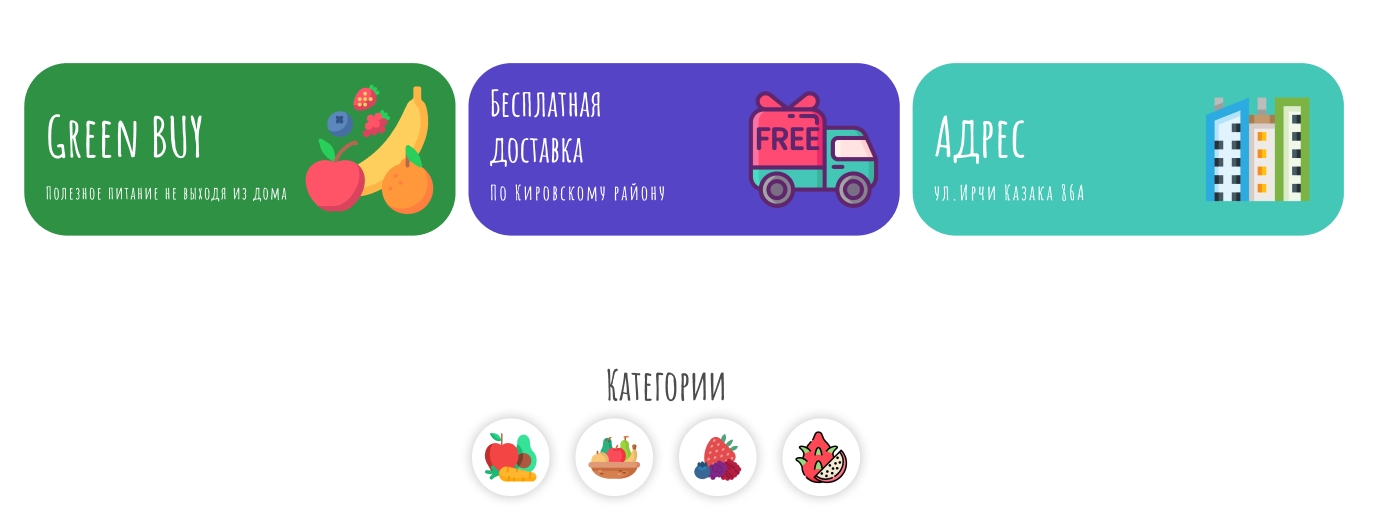 Green BUY
Полезное питание не выходя из дома
Бесплатная
доставка
По Кировскому району
FREE
Адрес
ул.Ирчи Казака 86А
Категории